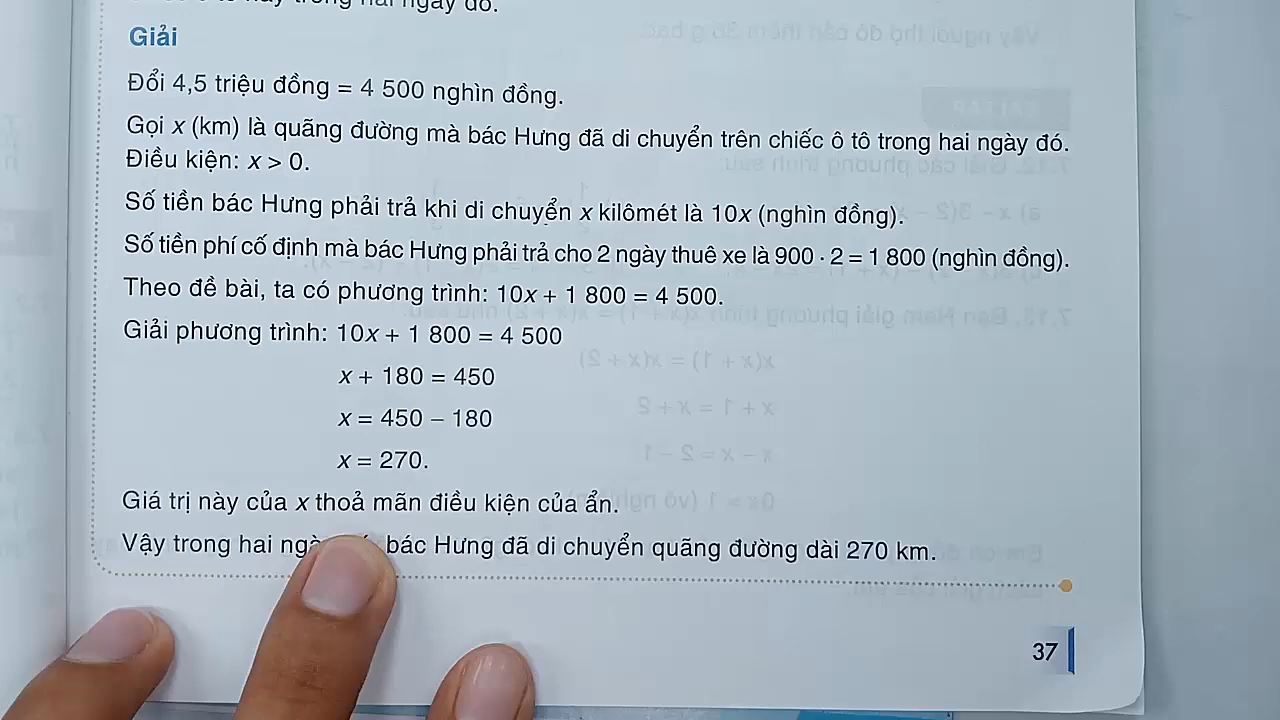 ô tô này trong hai ngày đó.
Giải
Đổi 4,5 triệu đồng = 4 500 nghìn đồng.
Gọi x (km) là quãng đường mà bác Hưng đã di chuyển trên chiếc ô tô trong hai ngày đó.
Điều kiện: x > 0.
Số tiền bác Hưng phải trả khi di chuyển x kilômét là 10x (nghìn đồng).
Số tiền phí cố định mà bác Hưng phải trả cho 2 ngày thuê xe là 900 · 2 = 1 800 (nghìn đồng).
Theo đề bài, ta có phương trình: 10x + 1 800 = 4 500.
Giải phương trình: 10x + 1 800 = 4 500
x + 180 = 450
x = 450 – 180
x = 270.
Giá trị này của x thoả mãn điều kiện của ẩn.
Vậy trong hai bác Hưng đã di chuyển quãng đường dài 270 km.
37